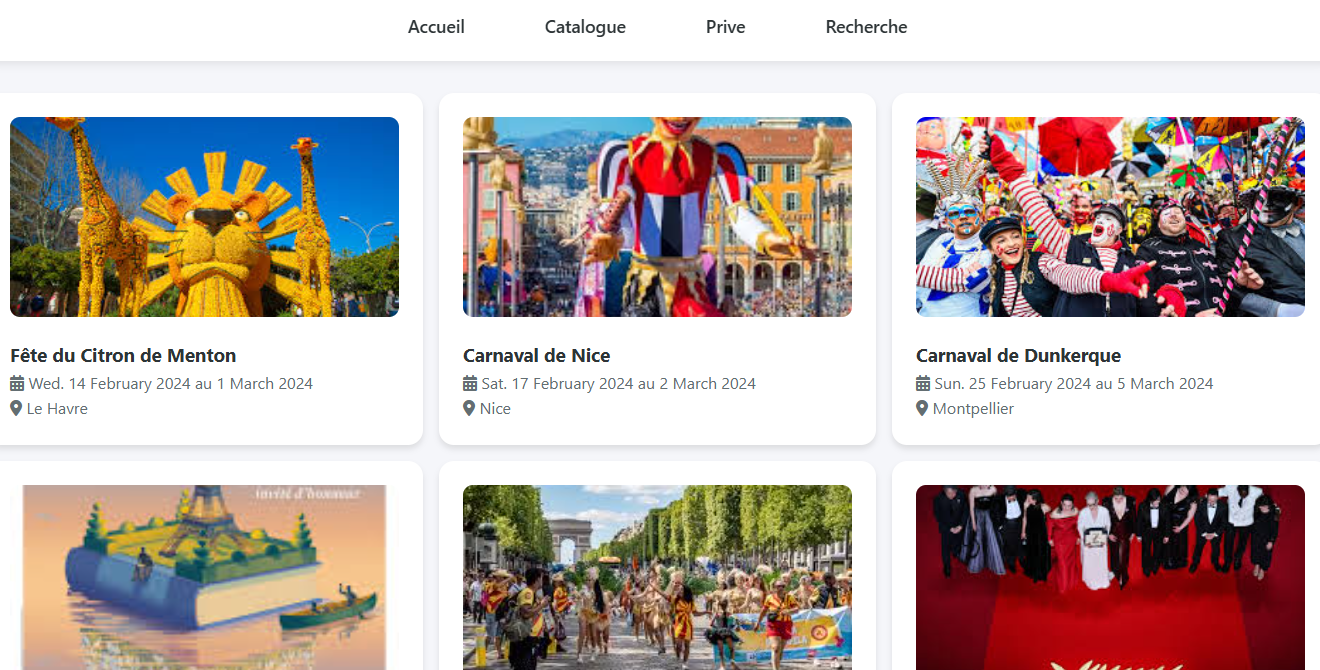 Accueil Catalogue Prive Recherche
Fête du Citron de Menton
Wed. 14 February 2024 au 1 March 2024
Le Havre
Carnaval de Nice
Sat. 17 February 2024 au 2 March 2024
Nice
Carnaval de Dunkerque
Sun. 25 February 2024 au 5 March 2024
Montpellier
invité d'honneur